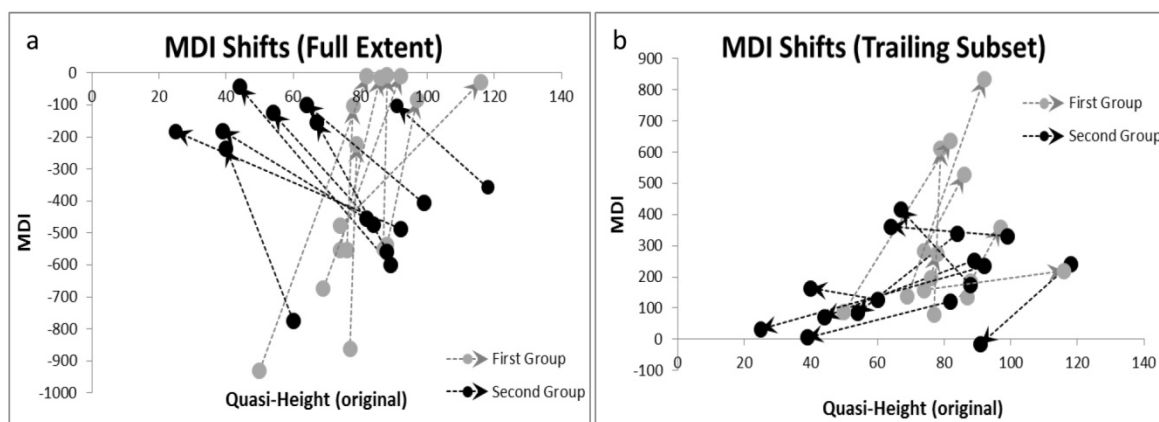 a
MDI Shifts (Full Extent)
0
-100
-200
-300
-400
-500
-600
-700
-800
-900
-1000
0 20 40 60 80 100 120 140
MDI
Quasi-Height (original)
First Group
Second Group
b
MDI Shifts (Trailing Subset)
900
800
700
600
500
400
300
200
100
0
-100
0 20 40 60 80 100 120 140
MDI
Quasi-Height (original)
First Group
Second Group